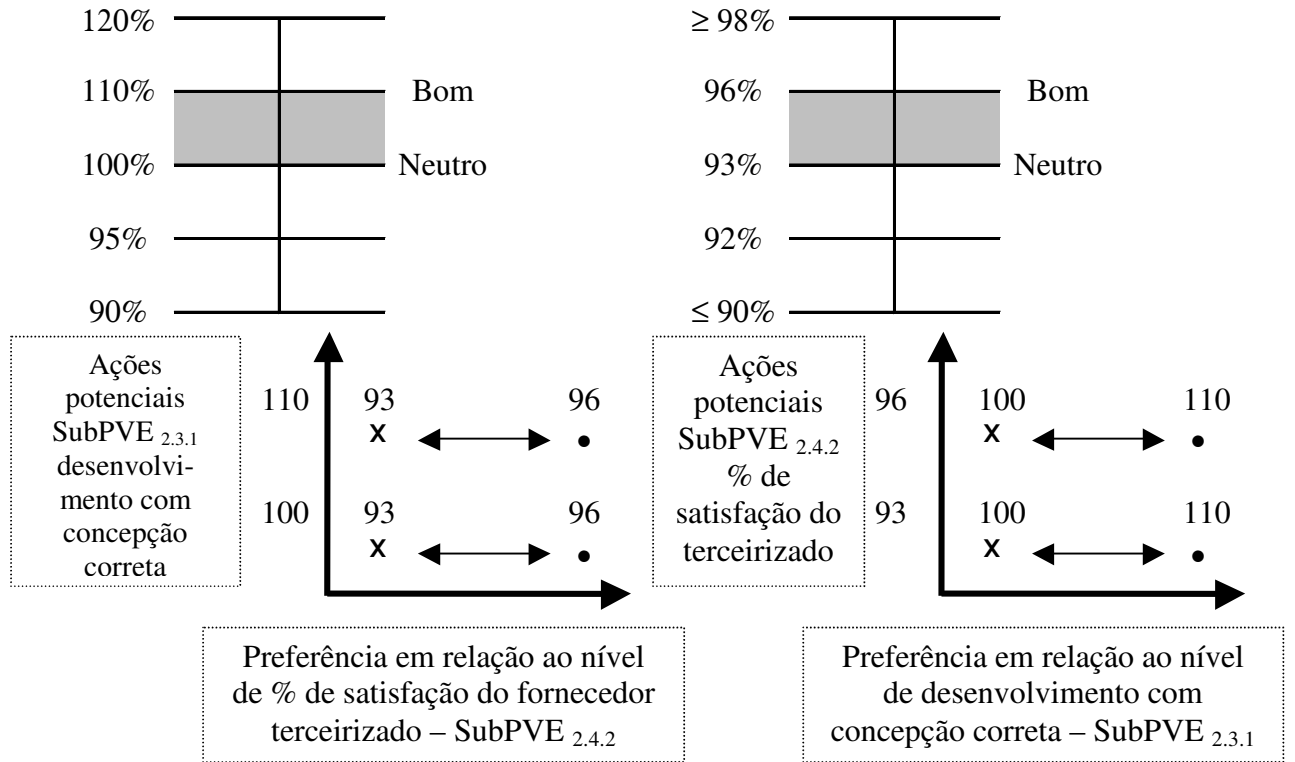 120%
110%
Bom
100%
Neutro
95%
90%
≥ 98%
96%
Bom
93%
Neutro
92%
≤ 90%
Ações
potenciais
SubPVE 2.3.1
desenvolvi-
mento com
concepção
correta
110
93
96
x
100
93
96
x
Preferência em relação ao nível
de % de satisfação do fornecedor
terceirizado – SubPVE 2.4.2
Ações
potenciais
SubPVE 2.4.2
% de
satisfação do
terceirizado
96
100
110
x
93
100
110
x
Preferência em relação ao nível
de desenvolvimento com
concepção correta – SubPVE 2.3.1